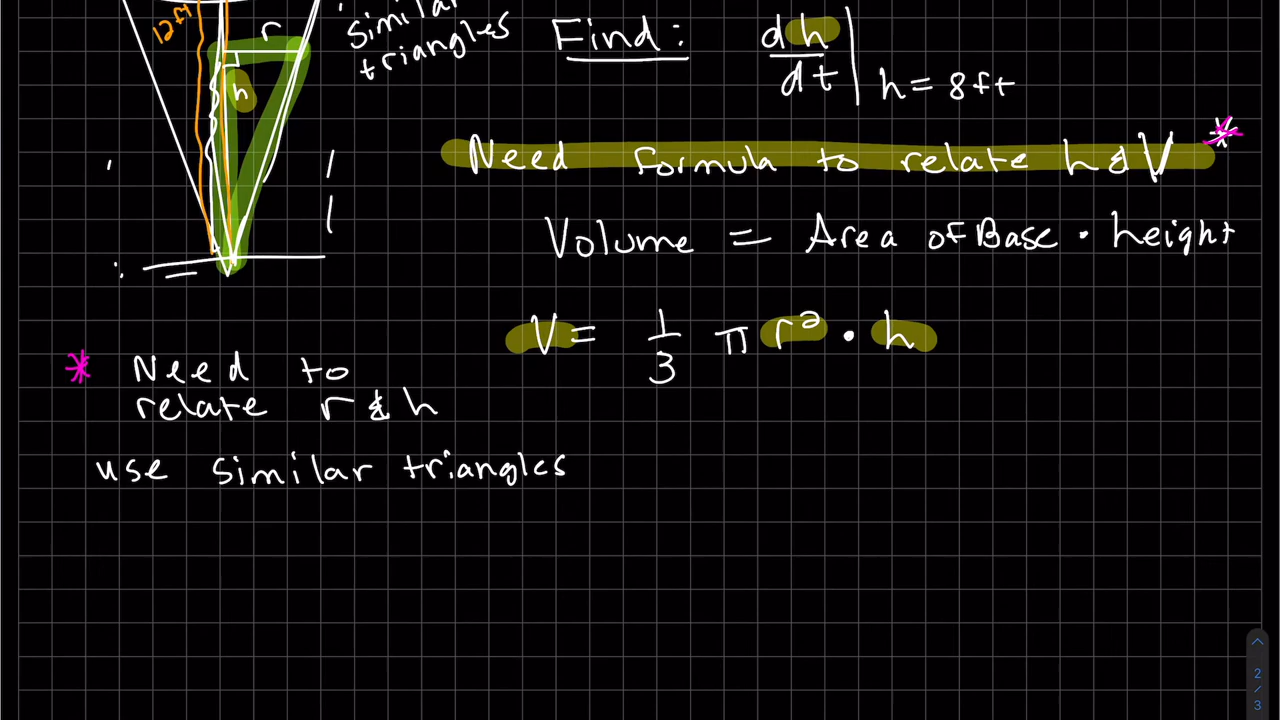 12ft
r
h
similar
triangles
Find:
dh
dt
h = 8ft
Need formula to relate h & V *
Volume = Area of Base · height
V = 1/3 π r² · h
* Need to
relate r & h
use similar triangles
2
/
3